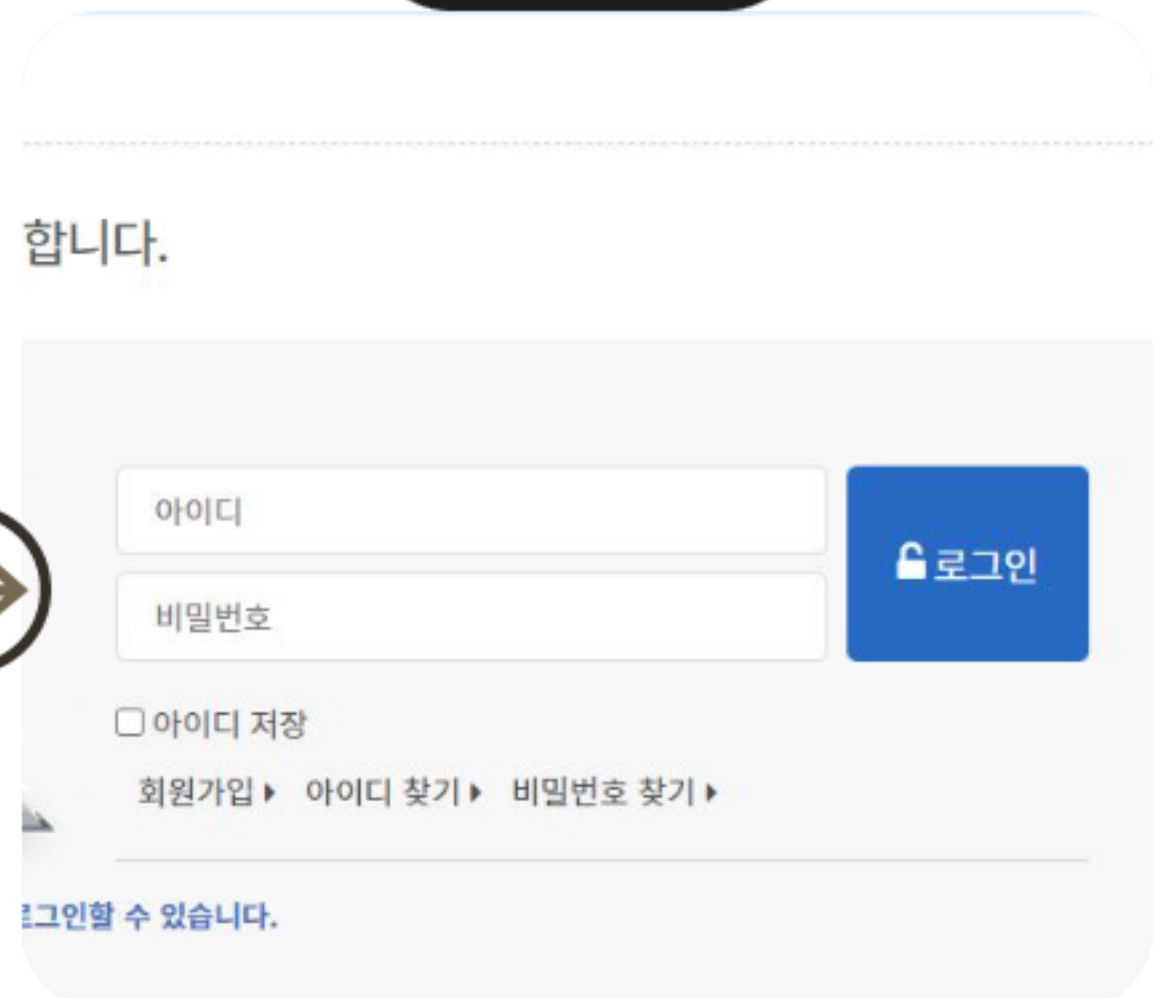 합니다.
아이디
로그인
비밀번호
아이디 저장
회원가입 아이디 찾기 비밀번호 찾기
로그인할 수 있습니다.